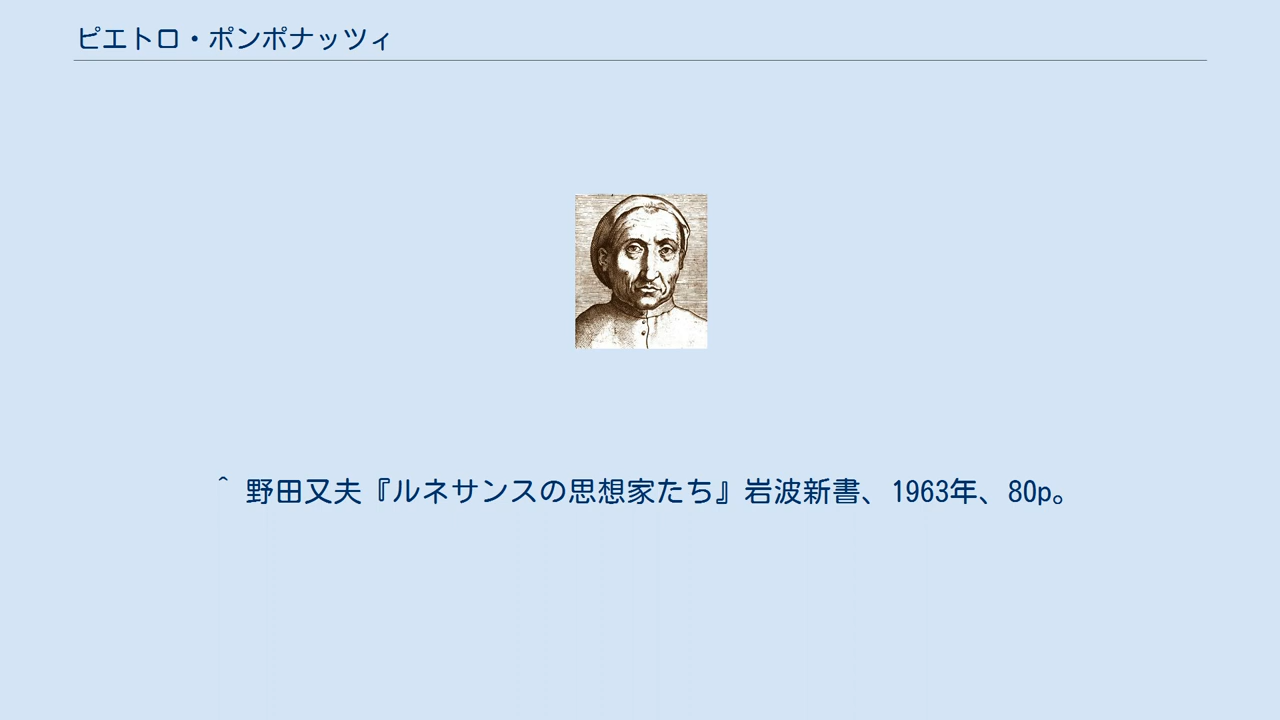 ピエトロ・ポンポナッツィ
^ 野田又夫『ルネサンスの思想家たち』岩波新書、1963年、80p。